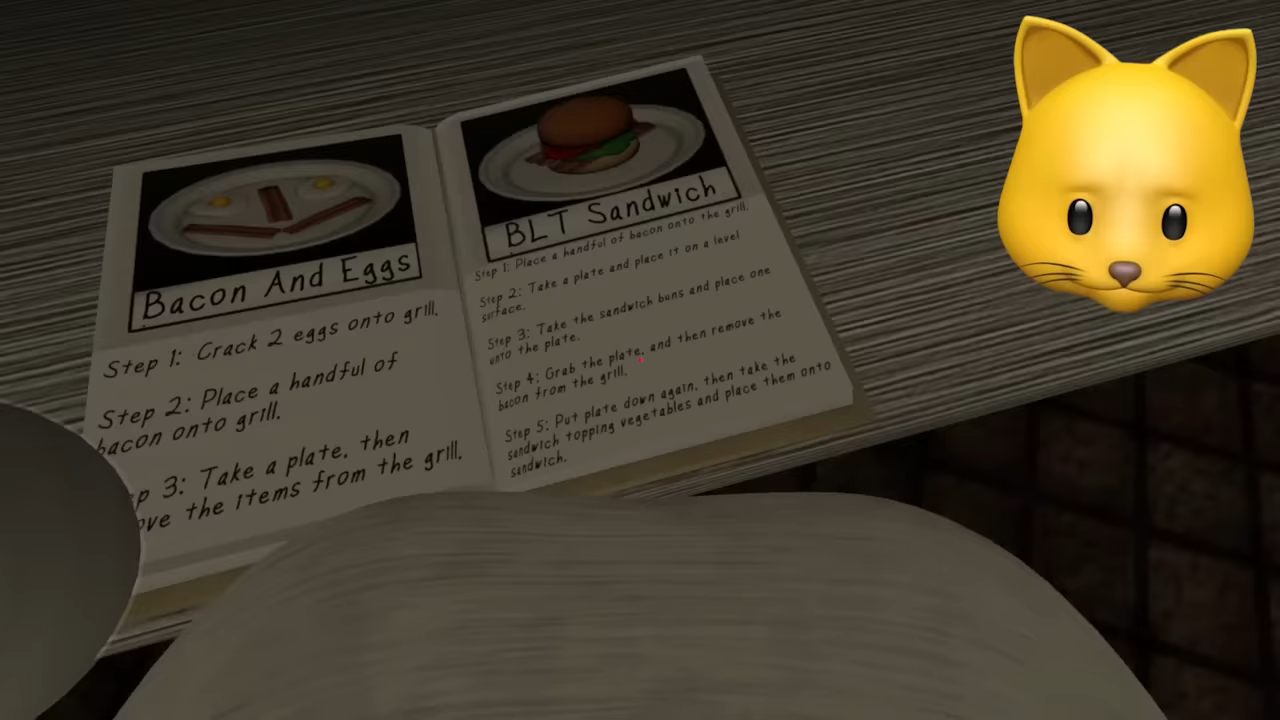 Bacon And Eggs
Step 1: Crack 2 eggs onto grill.
Step 2: Place a handful of
bacon onto grill.
3: Take a plate, then
the items from the grill.
BLT Sandwich
Step 1: Place a handful of bacon onto the grill.
Step 2: Take a plate and place it on a level
surface.
Step 3: Take the sandwich buns and place one
onto the plate.
Step 4: Grab the plate, and then remove the
bacon from the grill.
Step 5: Put plate down again, then take the
sandwich topping vegetables and place them onto
sandwich.